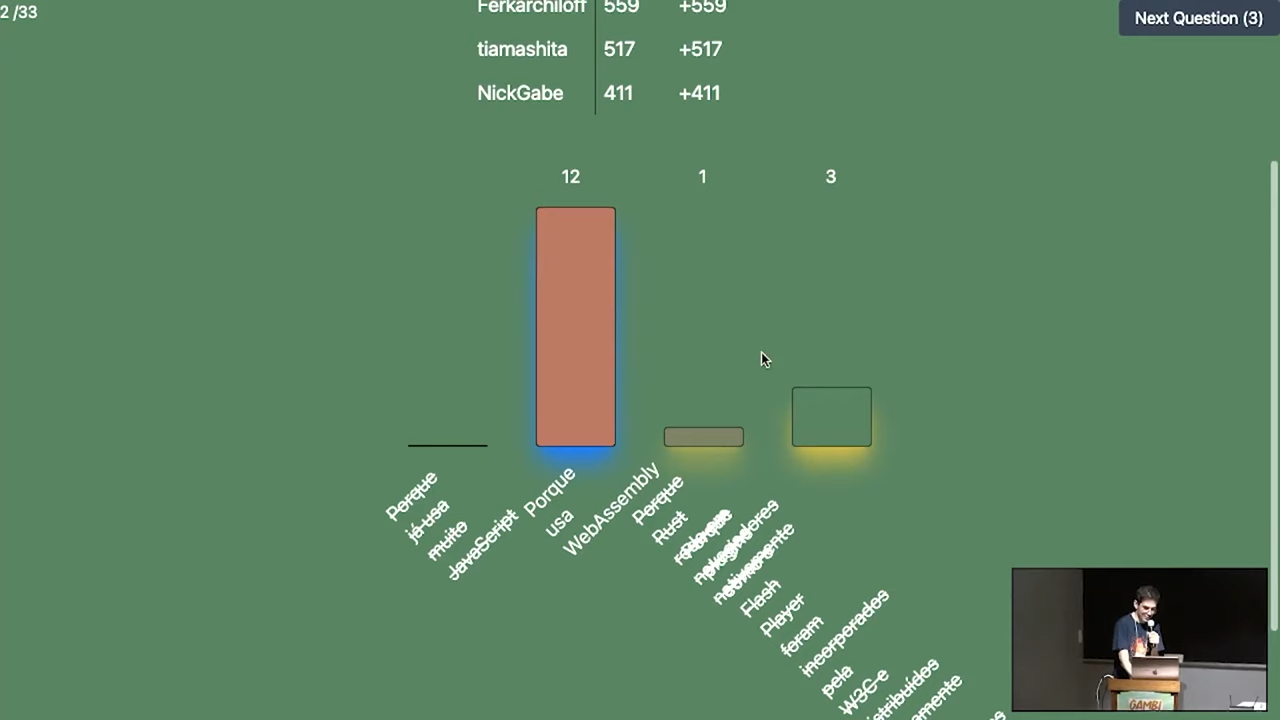 2 /33
Next Question (3)
Ferkarchiloff 559 +559
tiamashita 517 +517
NickGabe 411 +411
12 1 3
Porque
já usa
muito
JavaScript
Porque
usa
WebAssembly
Porque
Rust
Flash
Player
foram
incorporados
pela
W3C e
GAMBI